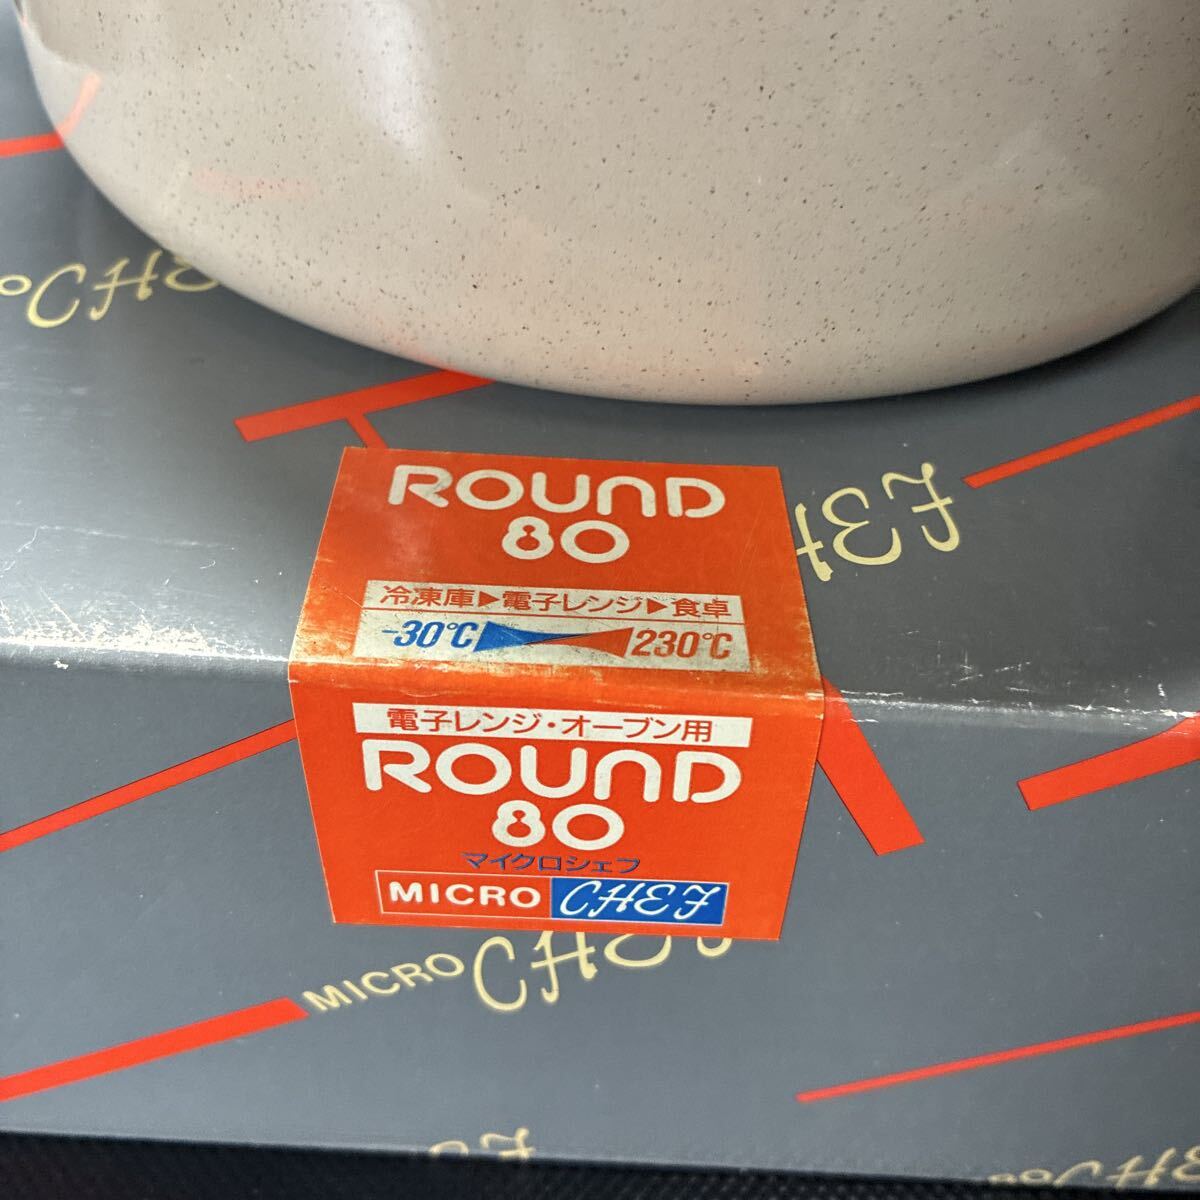 ROUND
80
冷凍庫▶電子レンジ▶食卓
-30℃ 230℃
電子レンジ・オーブン用
ROUND
80
マイクロシェフ
MICRO CHEF
MICRO CHEF